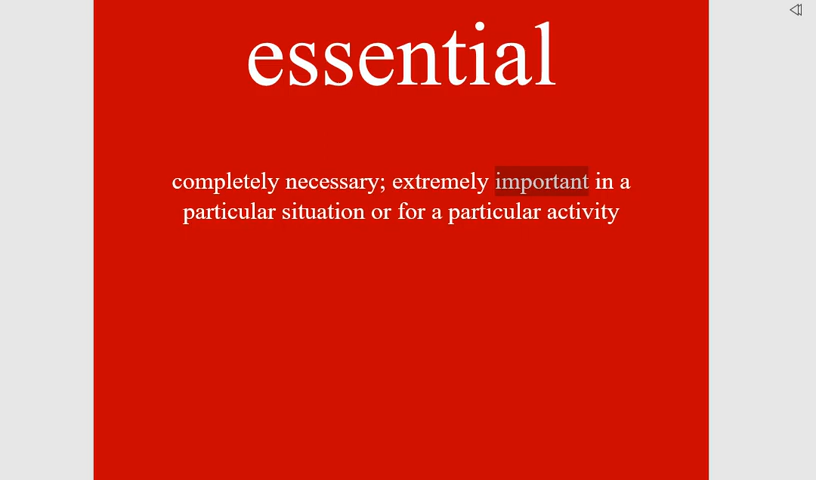 essential
completely necessary; extremely important in a
particular situation or for a particular activity